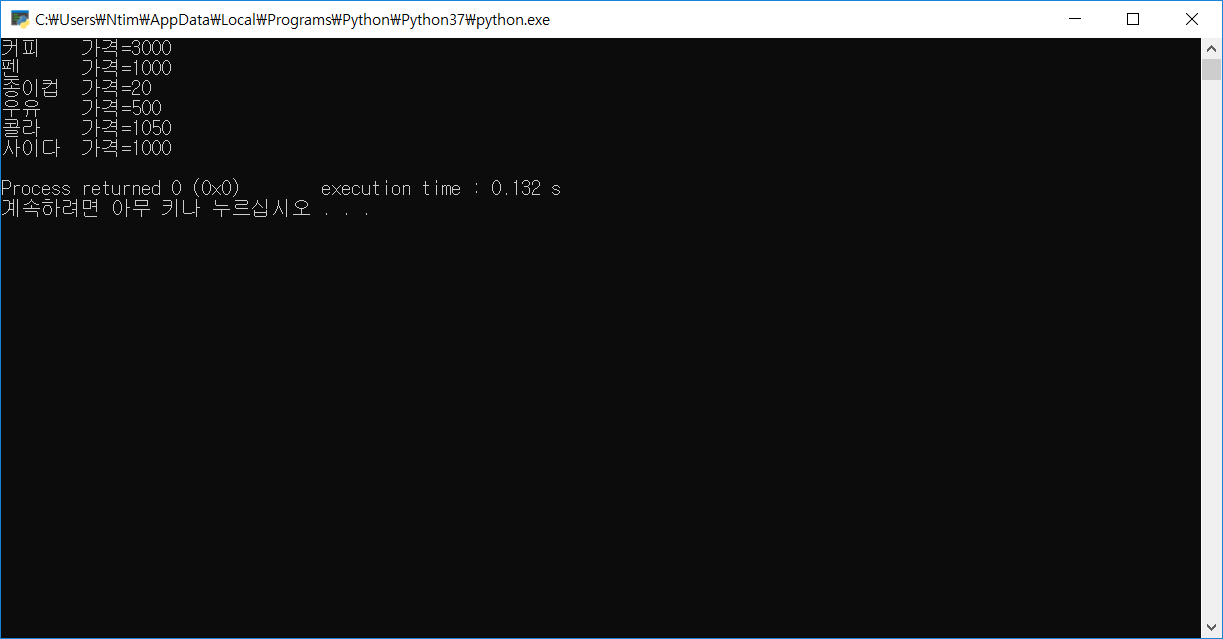 C:₩Users₩Ntim₩AppData₩Local₩Programs₩Python₩Python37₩python.exe
커피 가격=3000
펜 가격=1000
종이컵 가격=20
우유 가격=500
콜라 가격=1050
사이다 가격=1000
Process returned 0 (0x0) execution time : 0.132 s
계속하려면 아무 키나 누르십시오 . . .